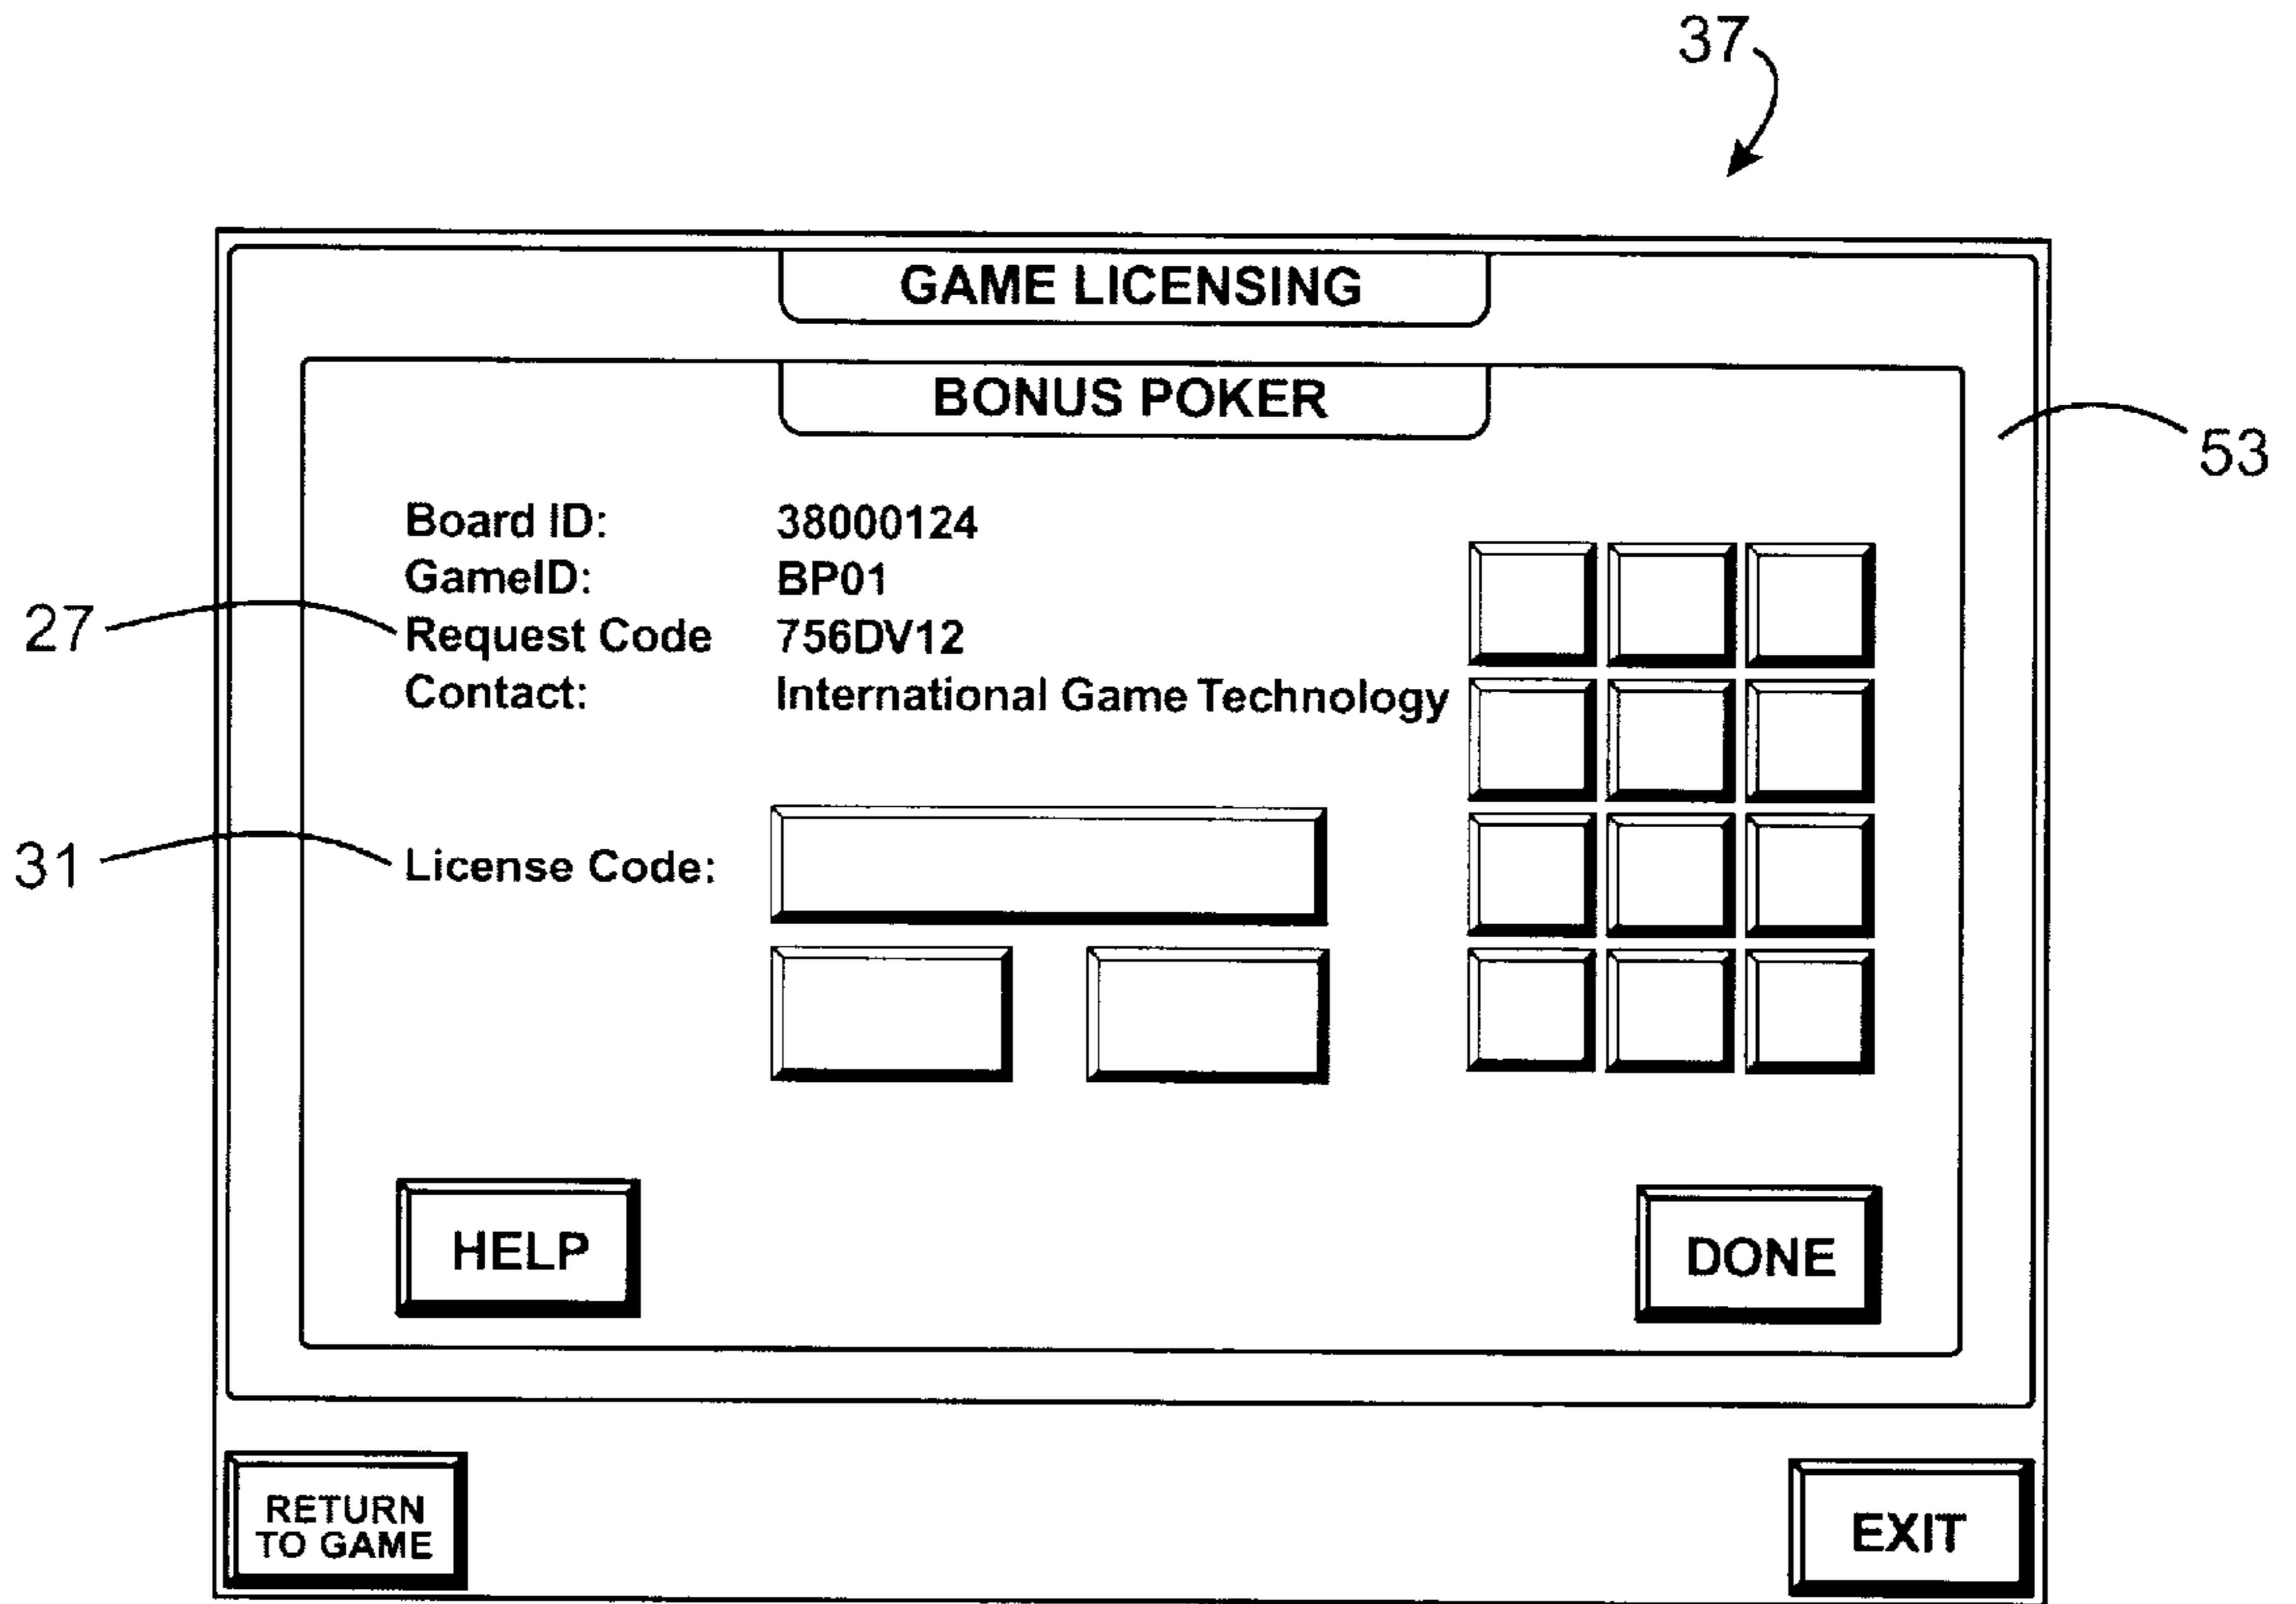 37
GAME LICENSING
BONUS POKER
53
Board ID: 38000124
GameID: BP01
27 Request Code 756DV12
Contact: International Game Technology
31 License Code:
HELP DONE
RETURN
TO GAME
EXIT